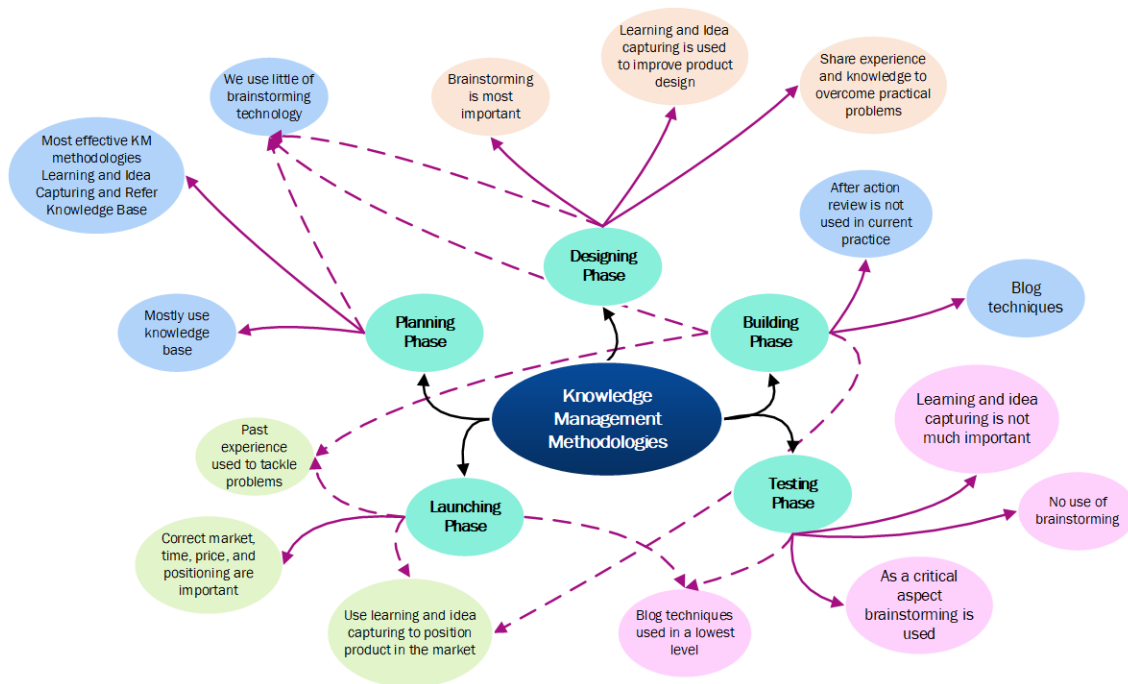 We use little of
brainstorming
technology
Brainstorming
is most
important
Learning and Idea
capturing is used
to improve product
design
Share experience
and knowledge to
overcome practical
problems
Most effective KM
methodologies
Learning and Idea
Capturing and Refer
Knowledge Base
After action
review is not
used in current
practice
Designing
Phase
Blog
techniques
Mostly use
knowledge
base
Planning
Phase
Building
Phase
Knowledge
Management
Methodologies
Learning and idea
capturing is not
much important
Past
experience
used to tackle
problems
Testing
Phase
Launching
Phase
No use of
brainstorming
Correct market,
time, price, and
positioning are
important
Use learning and idea
capturing to position
product in the market
Blog techniques
used in a lowest
level
As a critical
aspect
brainstorming is
used